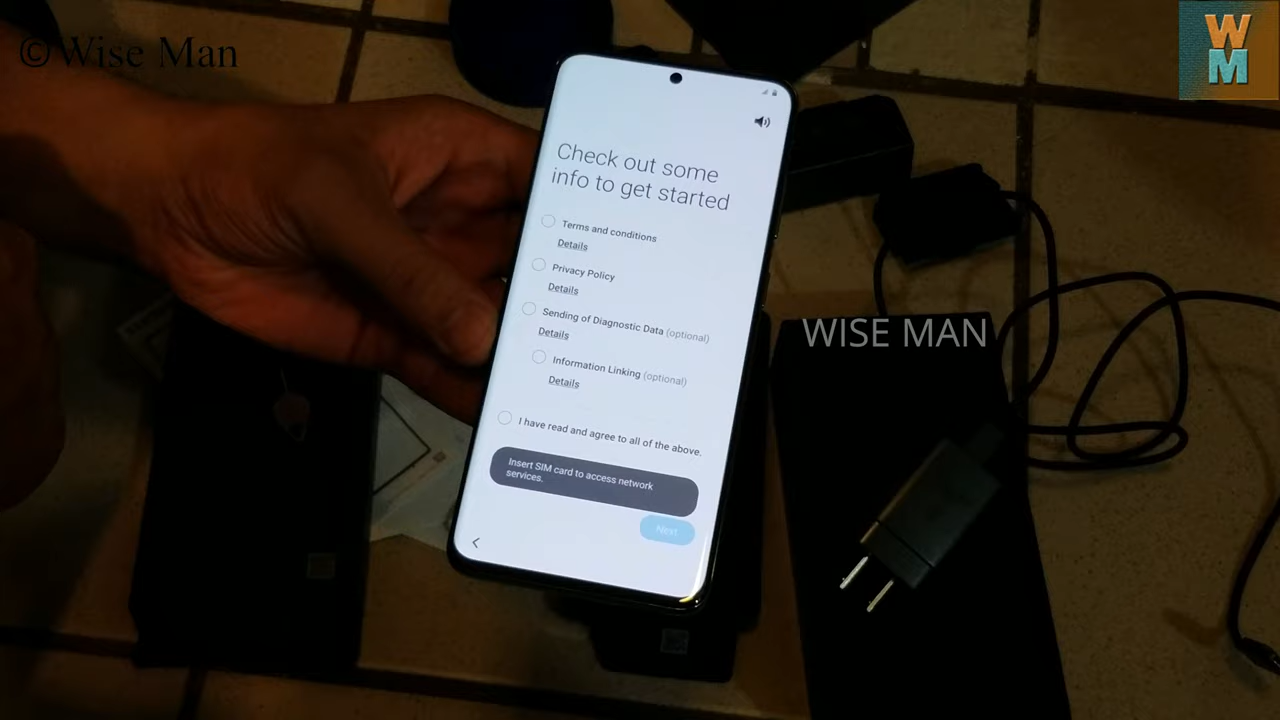 ©Wise Man
W
M
Check out some
info to get started
Terms and conditions
Details
Privacy Policy
Details
Sending of Diagnostic Data (optional)
Details
Information Linking (optional)
Details
I have read and agree to all of the above.
Insert SIM card to access network
services.
Next
WISE MAN